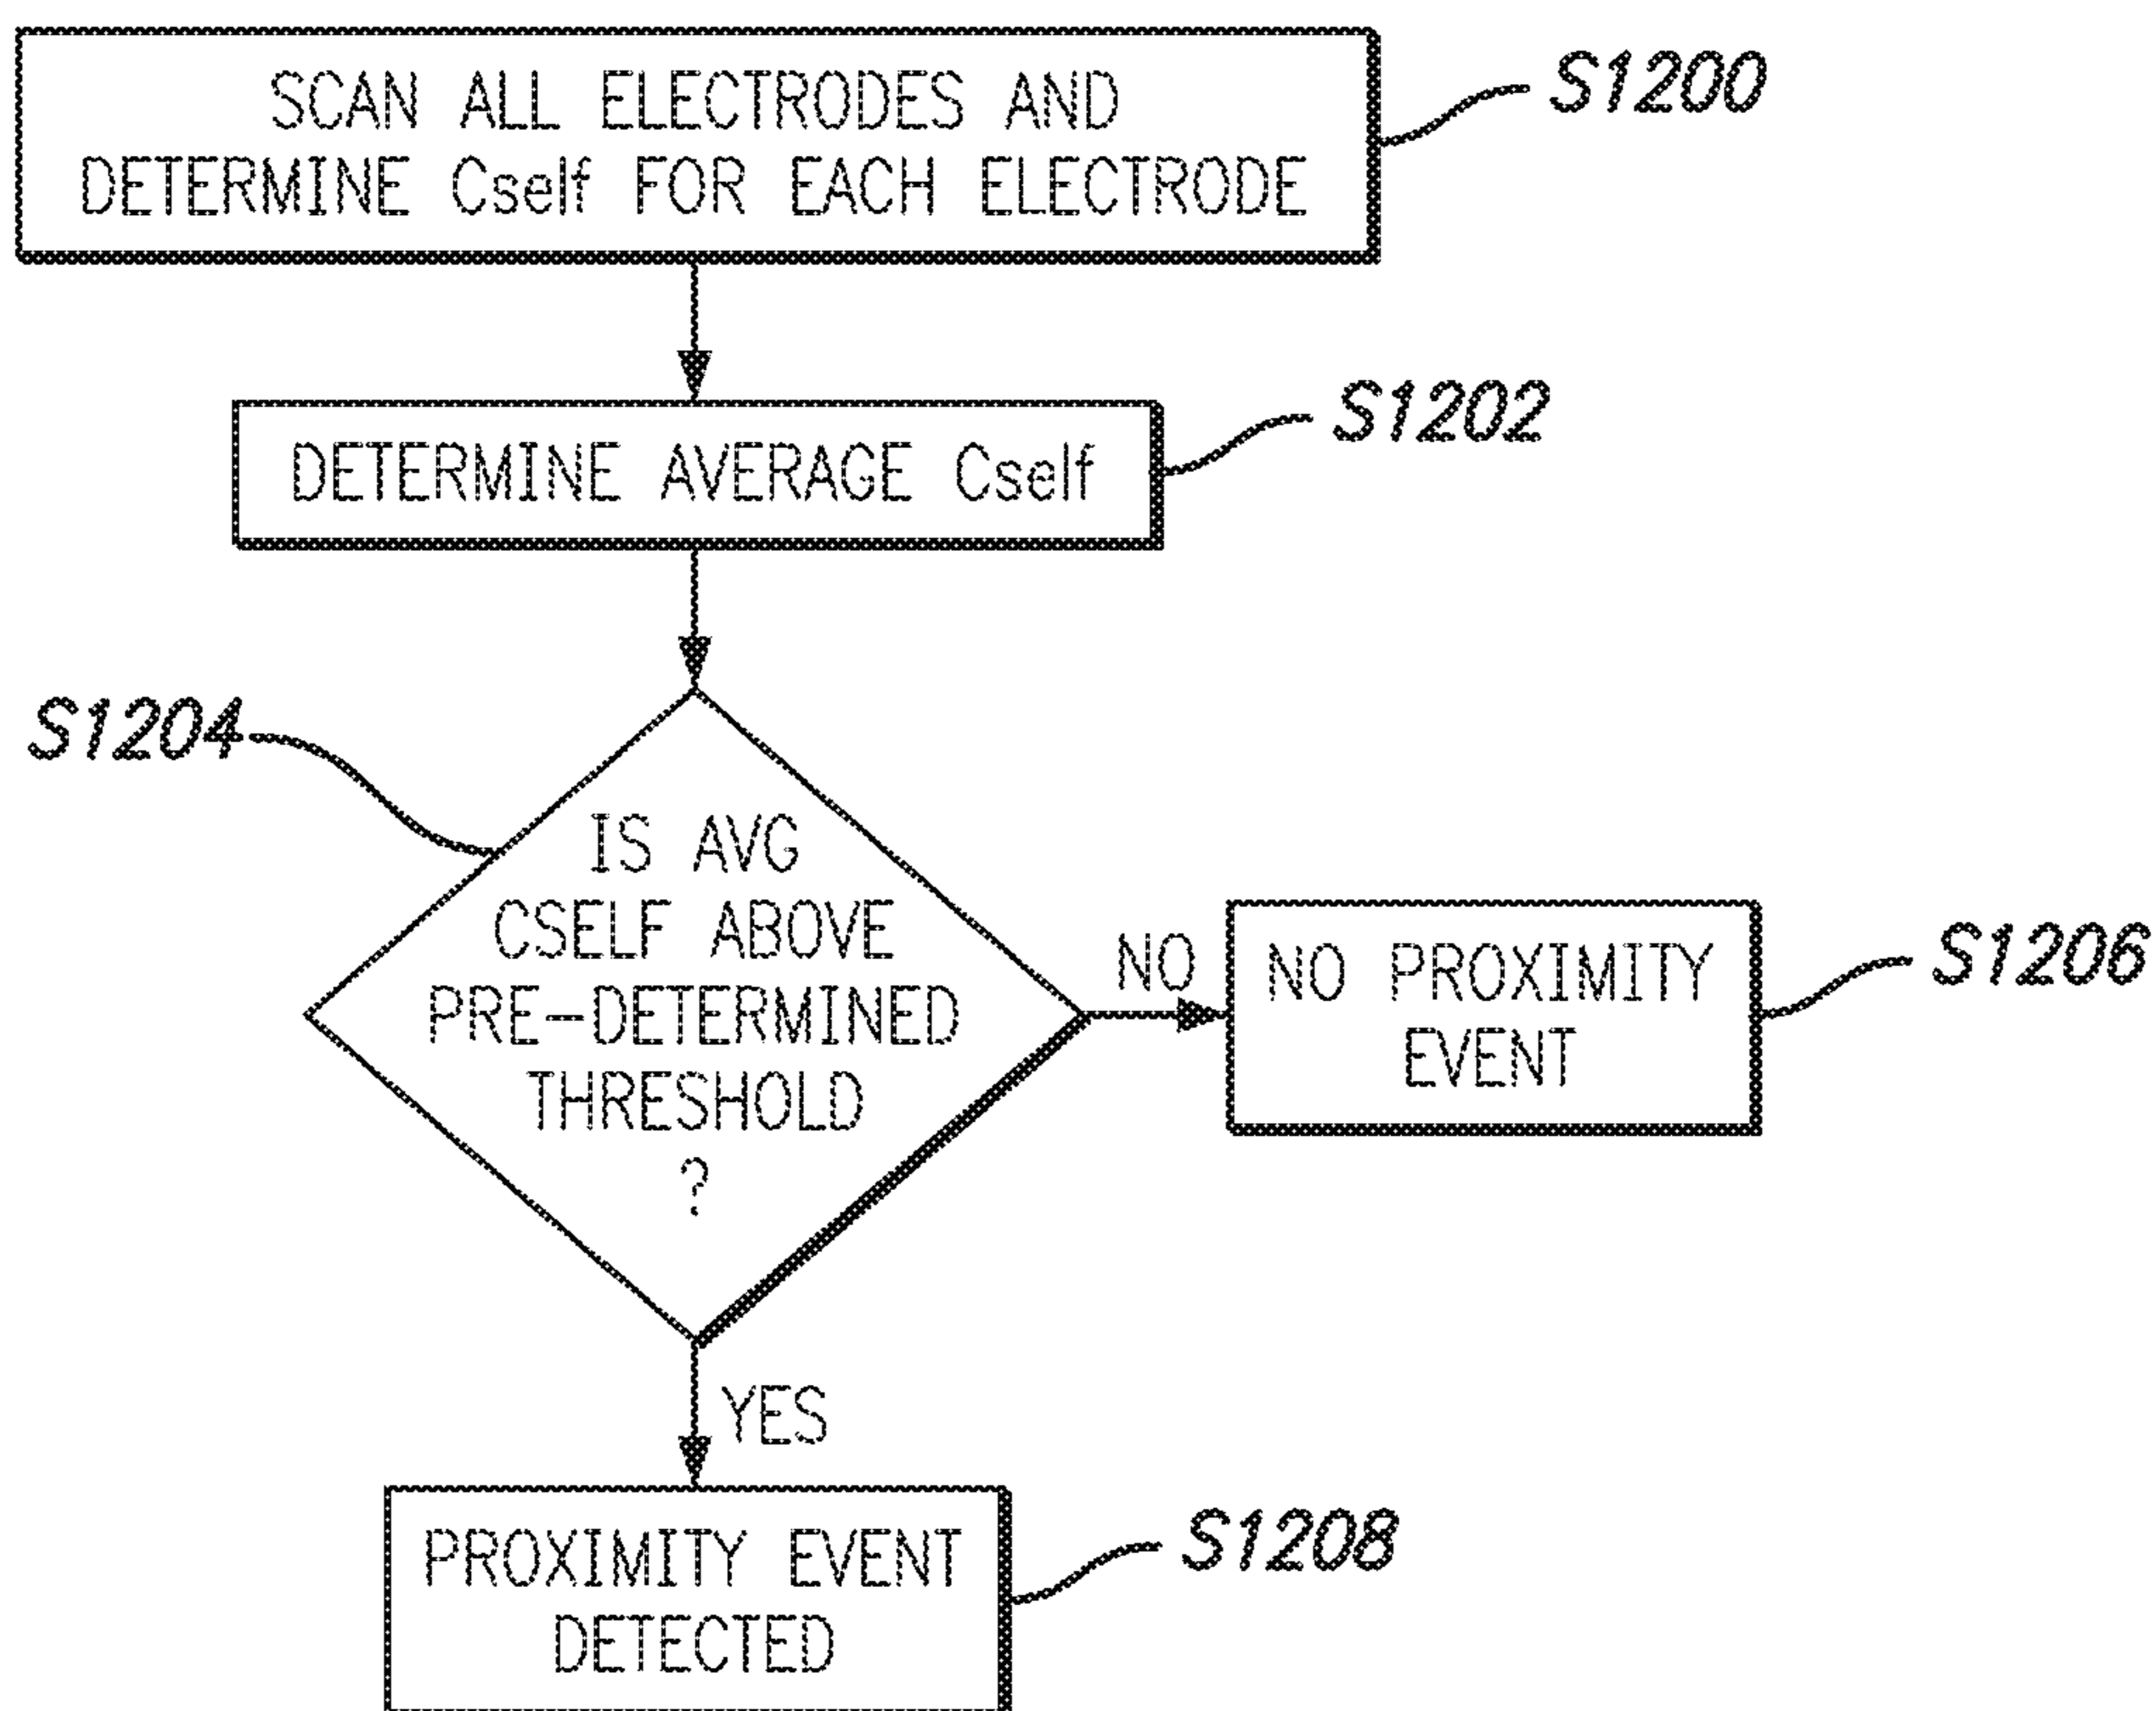 SCAN ALL ELECTRODES AND
DETERMINE Cself FOR EACH ELECTRODE
S1200
DETERMINE AVERAGE Cself
S1202
S1204
IS AVG
CSELF ABOVE
PRE-DETERMINED
THRESHOLD
?
NO
NO PROXIMITY
EVENT
S1206
YES
PROXIMITY EVENT
DETECTED
S1208